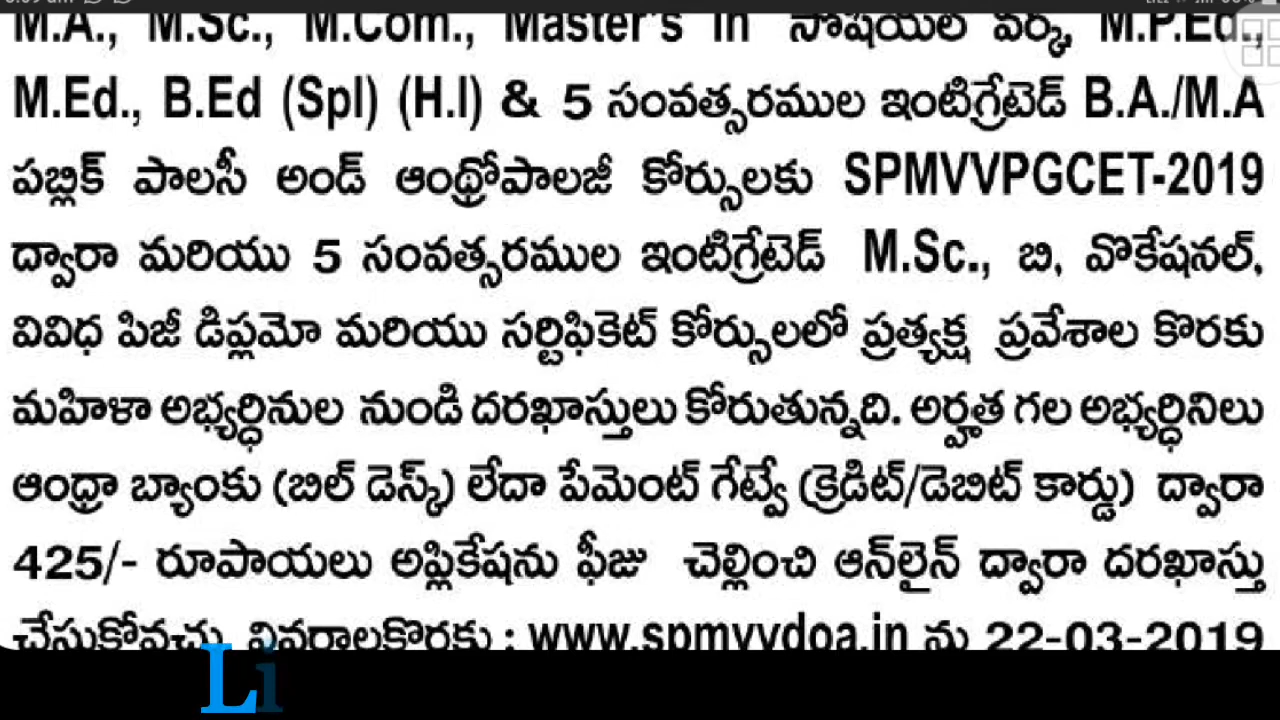 M.A., M.Sc., M.Com., Master's in సోషియల్ వర్క్, M.P.Ed.,
M.Ed., B.Ed (Spl) (H.I) & 5 సంవత్సరముల ఇంటిగ్రేటెడ్ B.A./M.A
పబ్లిక్ పాలసీ అండ్ ఆంథ్రోపాలజీ కోర్సులకు SPMVVPGCET-2019
ద్వారా మరియు 5 సంవత్సరముల ఇంటిగ్రేటెడ్ M.Sc., బి, వొకేషనల్,
వివిధ పిజీ డిప్లమో మరియు సర్టిఫికెట్ కోర్సులలో ప్రత్యక్ష ప్రవేశాల కొరకు
మహిళా అభ్యర్థినుల నుండి దరఖాస్తులు కోరుతున్నది. అర్హత గల అభ్యర్థినిలు
ఆంధ్రా బ్యాంకు (బిల్ డెస్క్) లేదా పేమెంట్ గేట్వే (క్రెడిట్/డెబిట్ కార్డు) ద్వారా
425/- రూపాయలు అప్లికేషను ఫీజు చెల్లించి ఆన్‌లైన్ ద్వారా దరఖాస్తు
చేసుకోవచ్చు. వివరాలకొరకు : www.spmvvdoa.in ను 22-03-2019
Li